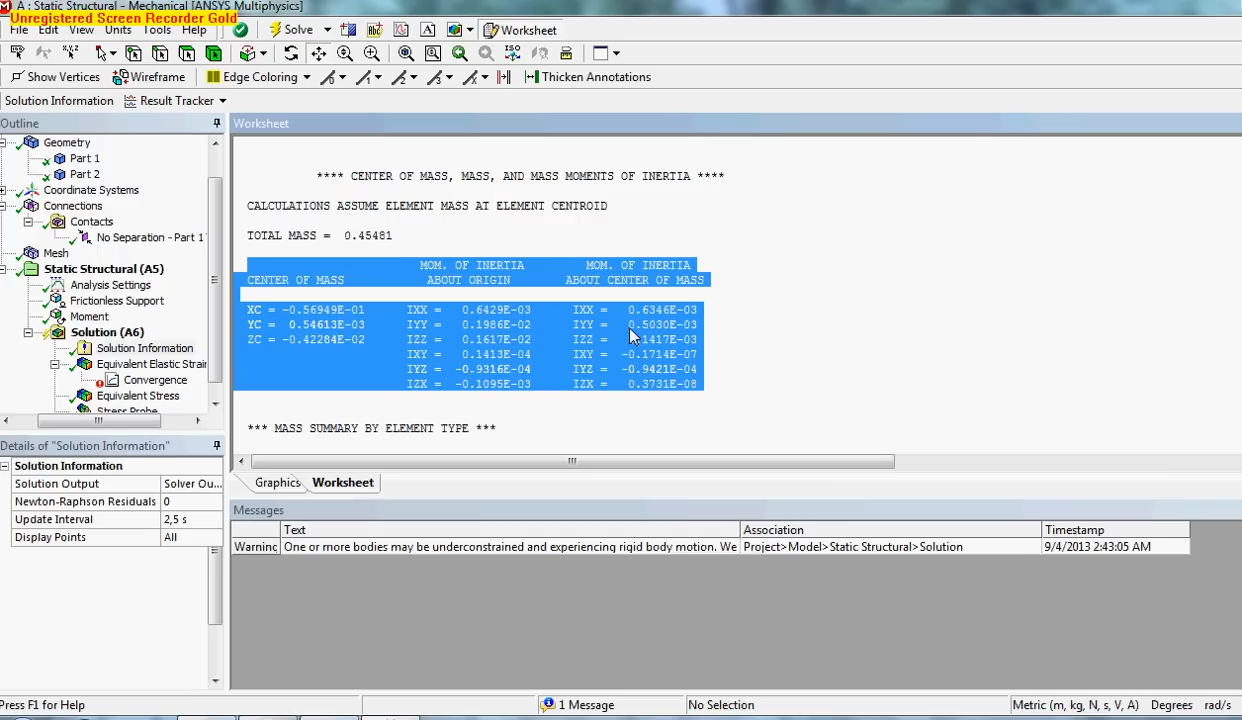 A : Static Structural - Mechanical [ANSYS Multiphysics]
Unregistered Screen Recorder Gold
File Edit View Units Tools Help Solve Worksheet
Show Vertices Wireframe Edge Coloring Thicken Annotations
Solution Information Result Tracker
Outline
Geometry
Part 1
Part 2
Coordinate Systems
Connections
Contacts
No Separation - Part 1
Mesh
Static Structural (A5)
Analysis Settings
Frictionless Support
Moment
Solution (A6)
Solution Information
Equivalent Elastic Strain
Convergence
Equivalent Stress
Stress Probe
Worksheet
**** CENTER OF MASS, MASS, AND MASS MOMENTS OF INERTIA ****
CALCULATIONS ASSUME ELEMENT MASS AT ELEMENT CENTROID
TOTAL MASS = 0.45481
MOM. OF INERTIA MOM. OF INERTIA
CENTER OF MASS ABOUT ORIGIN ABOUT CENTER OF MASS
XC = -0.56949E-01 IXX = 0.6429E-03 IXX = 0.6346E-03
YC = 0.54613E-03 IYY = 0.1986E-02 IYY = 0.5030E-03
ZC = -0.42284E-02 IZZ = 0.1617E-02 IZZ = .1417E-03
IXY = 0.1413E-04 IXY = -0.1714E-07
IYZ = -0.9316E-04 IYZ = -0.9421E-04
IZX = -0.1095E-03 IZX = 0.3731E-08
*** MASS SUMMARY BY ELEMENT TYPE ***
Graphics Worksheet
Details of "Solution Information"
Solution Information
Solution Output Solver Ou...
Newton-Raphson Residuals 0
Update Interval 2,5 s
Display Points All
Messages
Text Association Timestamp
Warning One or more bodies may be underconstrained and experiencing rigid body motion. We Project>Model>Static Structural>Solution 9/4/2013 2:43:05 AM
Press F1 for Help 1 Message No Selection Metric (m, kg, N, s, V, A) Degrees rad/s